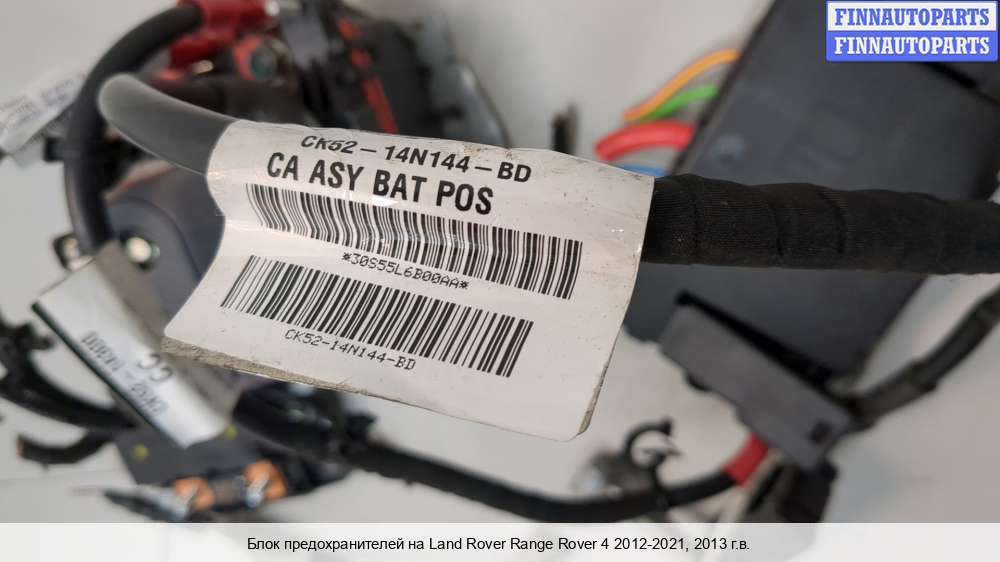 FINNAUTOPARTS
FINNAUTOPARTS
CK52-14N144-BD
CA ASY BAT POS
*30S55L6B00AA*
CK52-14N144-BD
CC
Блок предохранителей на Land Rover Range Rover 4 2012-2021, 2013 г.в.